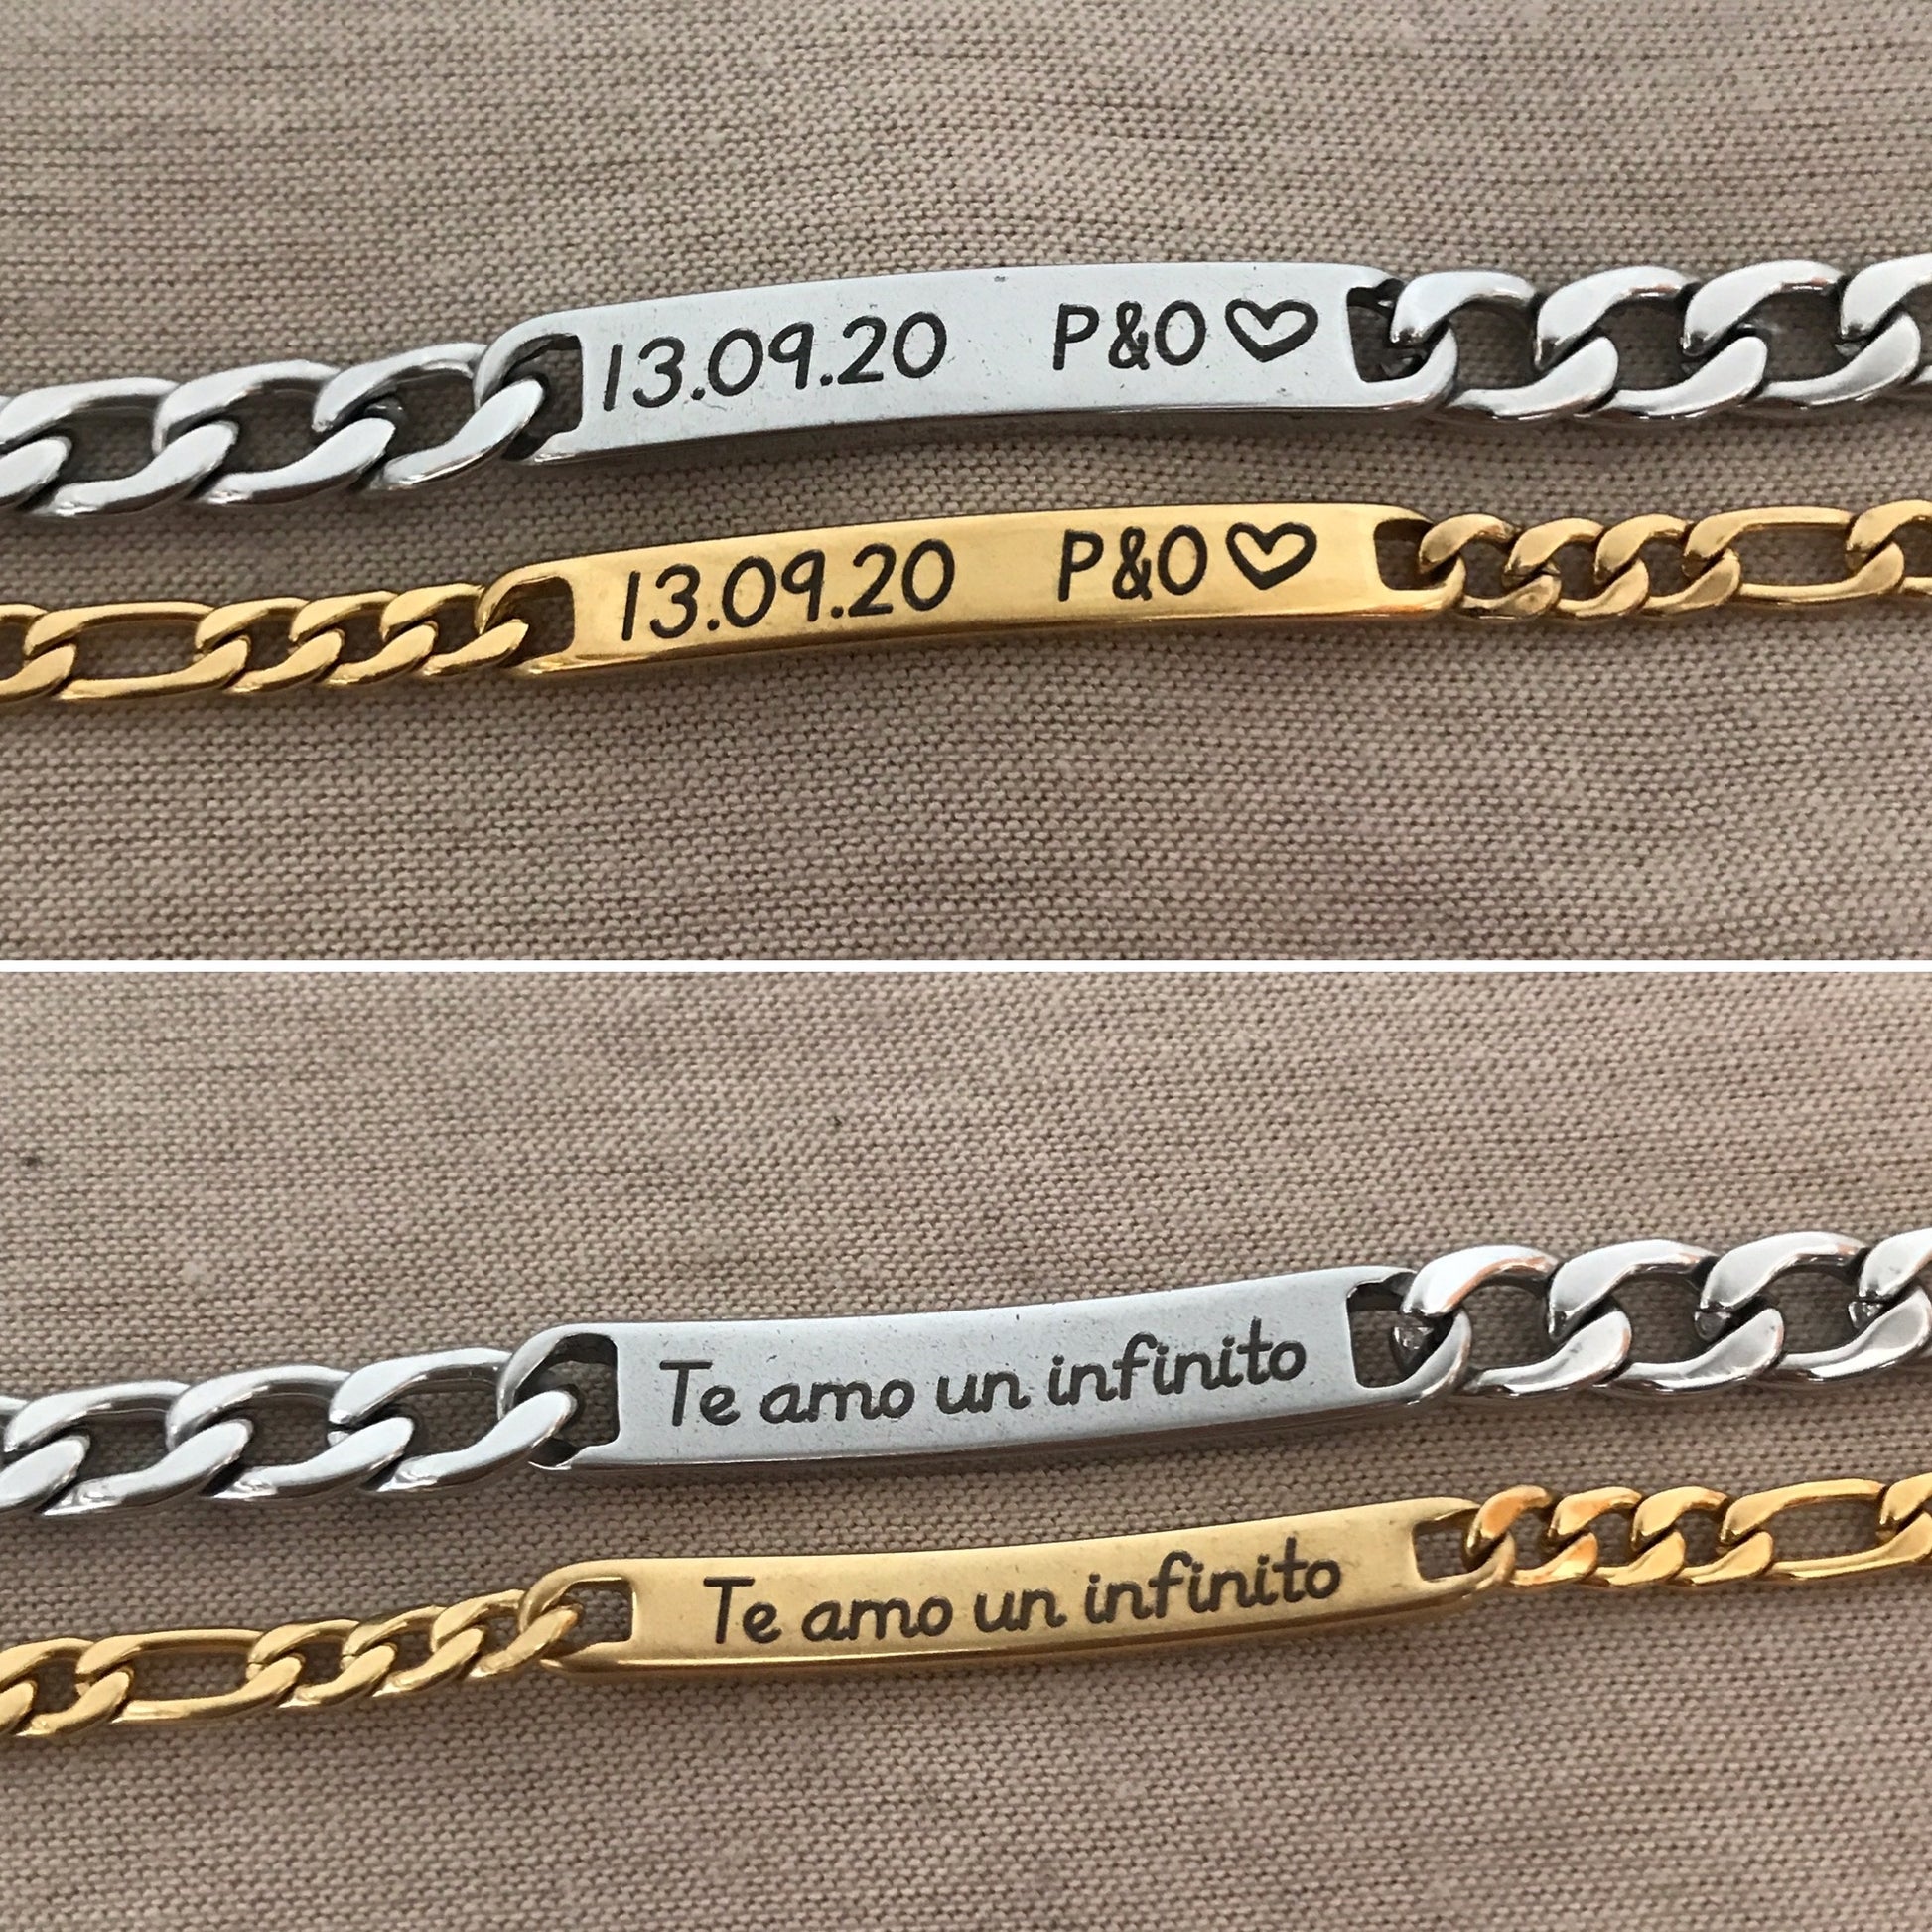 13.09.20 P&O♡
13.09.20 P&O♡
Te amo un infinito
Te amo un infinito